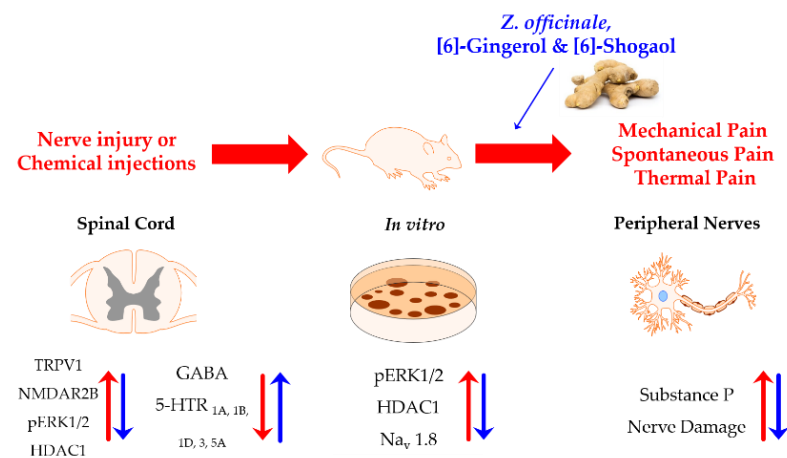 Z. officinale,
[6]-Gingerol & [6]-Shogaol
Nerve injury or
Chemical injections
Mechanical Pain
Spontaneous Pain
Thermal Pain
Spinal Cord
In vitro
Peripheral Nerves
TRPV1
NMDAR2B
pERK1/2
HDAC1
GABA
5-HTR 1A, 1B,
1D, 3, 5A
pERK1/2
HDAC1
Nav 1.8
Substance P
Nerve Damage